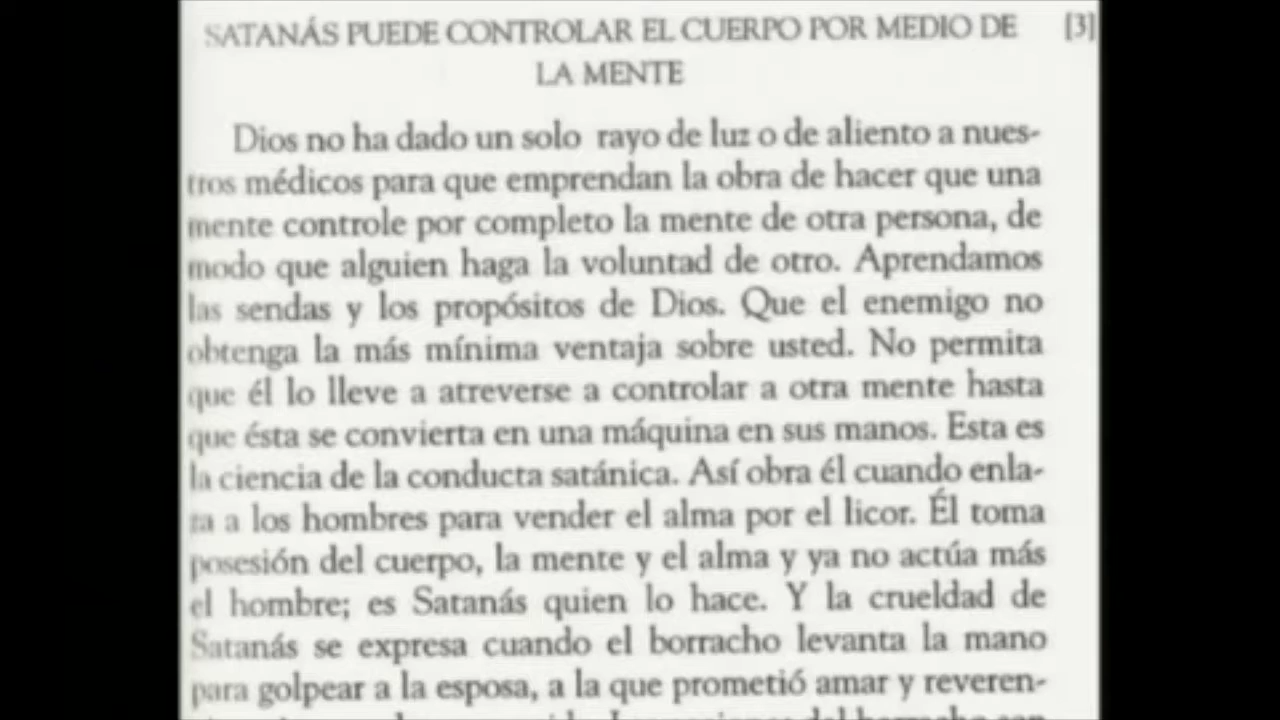 SATANÁS PUEDE CONTROLAR EL CUERPO POR MEDIO DE [3]
LA MENTE
Dios no ha dado un solo rayo de luz o de aliento a nues-
tros médicos para que emprendan la obra de hacer que una
mente controle por completo la mente de otra persona, de
modo que alguien haga la voluntad de otro. Aprendamos
las sendas y los propósitos de Dios. Que el enemigo no
obtenga la más mínima ventaja sobre usted. No permita
que él lo lleve a atreverse a controlar a otra mente hasta
que ésta se convierta en una máquina en sus manos. Esta es
la ciencia de la conducta satánica. Así obra él cuando enla-
za a los hombres para vender el alma por el licor. Él toma
posesión del cuerpo, la mente y el alma y ya no actúa más
el hombre; es Satanás quien lo hace. Y la crueldad de
Satanás se expresa cuando el borracho levanta la mano
para golpear a la esposa, a la que prometió amar y reveren-